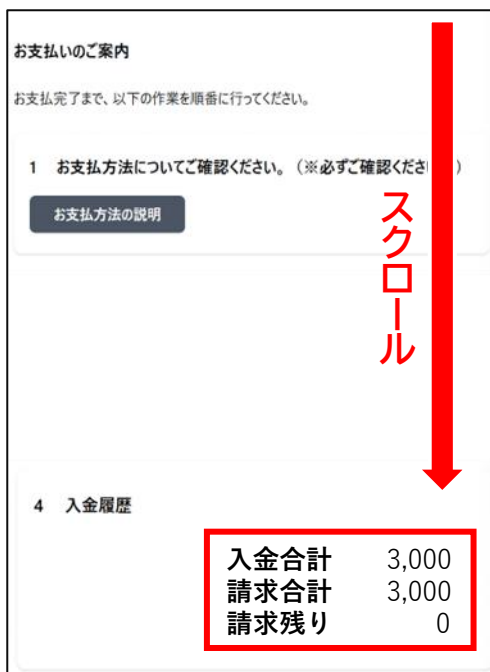 お支払いのご案内
お支払完了まで、以下の作業を順番に行ってください。
1 お支払方法についてご確認ください。（※必ずご確認くださ ）
お支払方法の説明
スクロール
4 入金履歴
入金合計 3,000
請求合計 3,000
請求残り 0